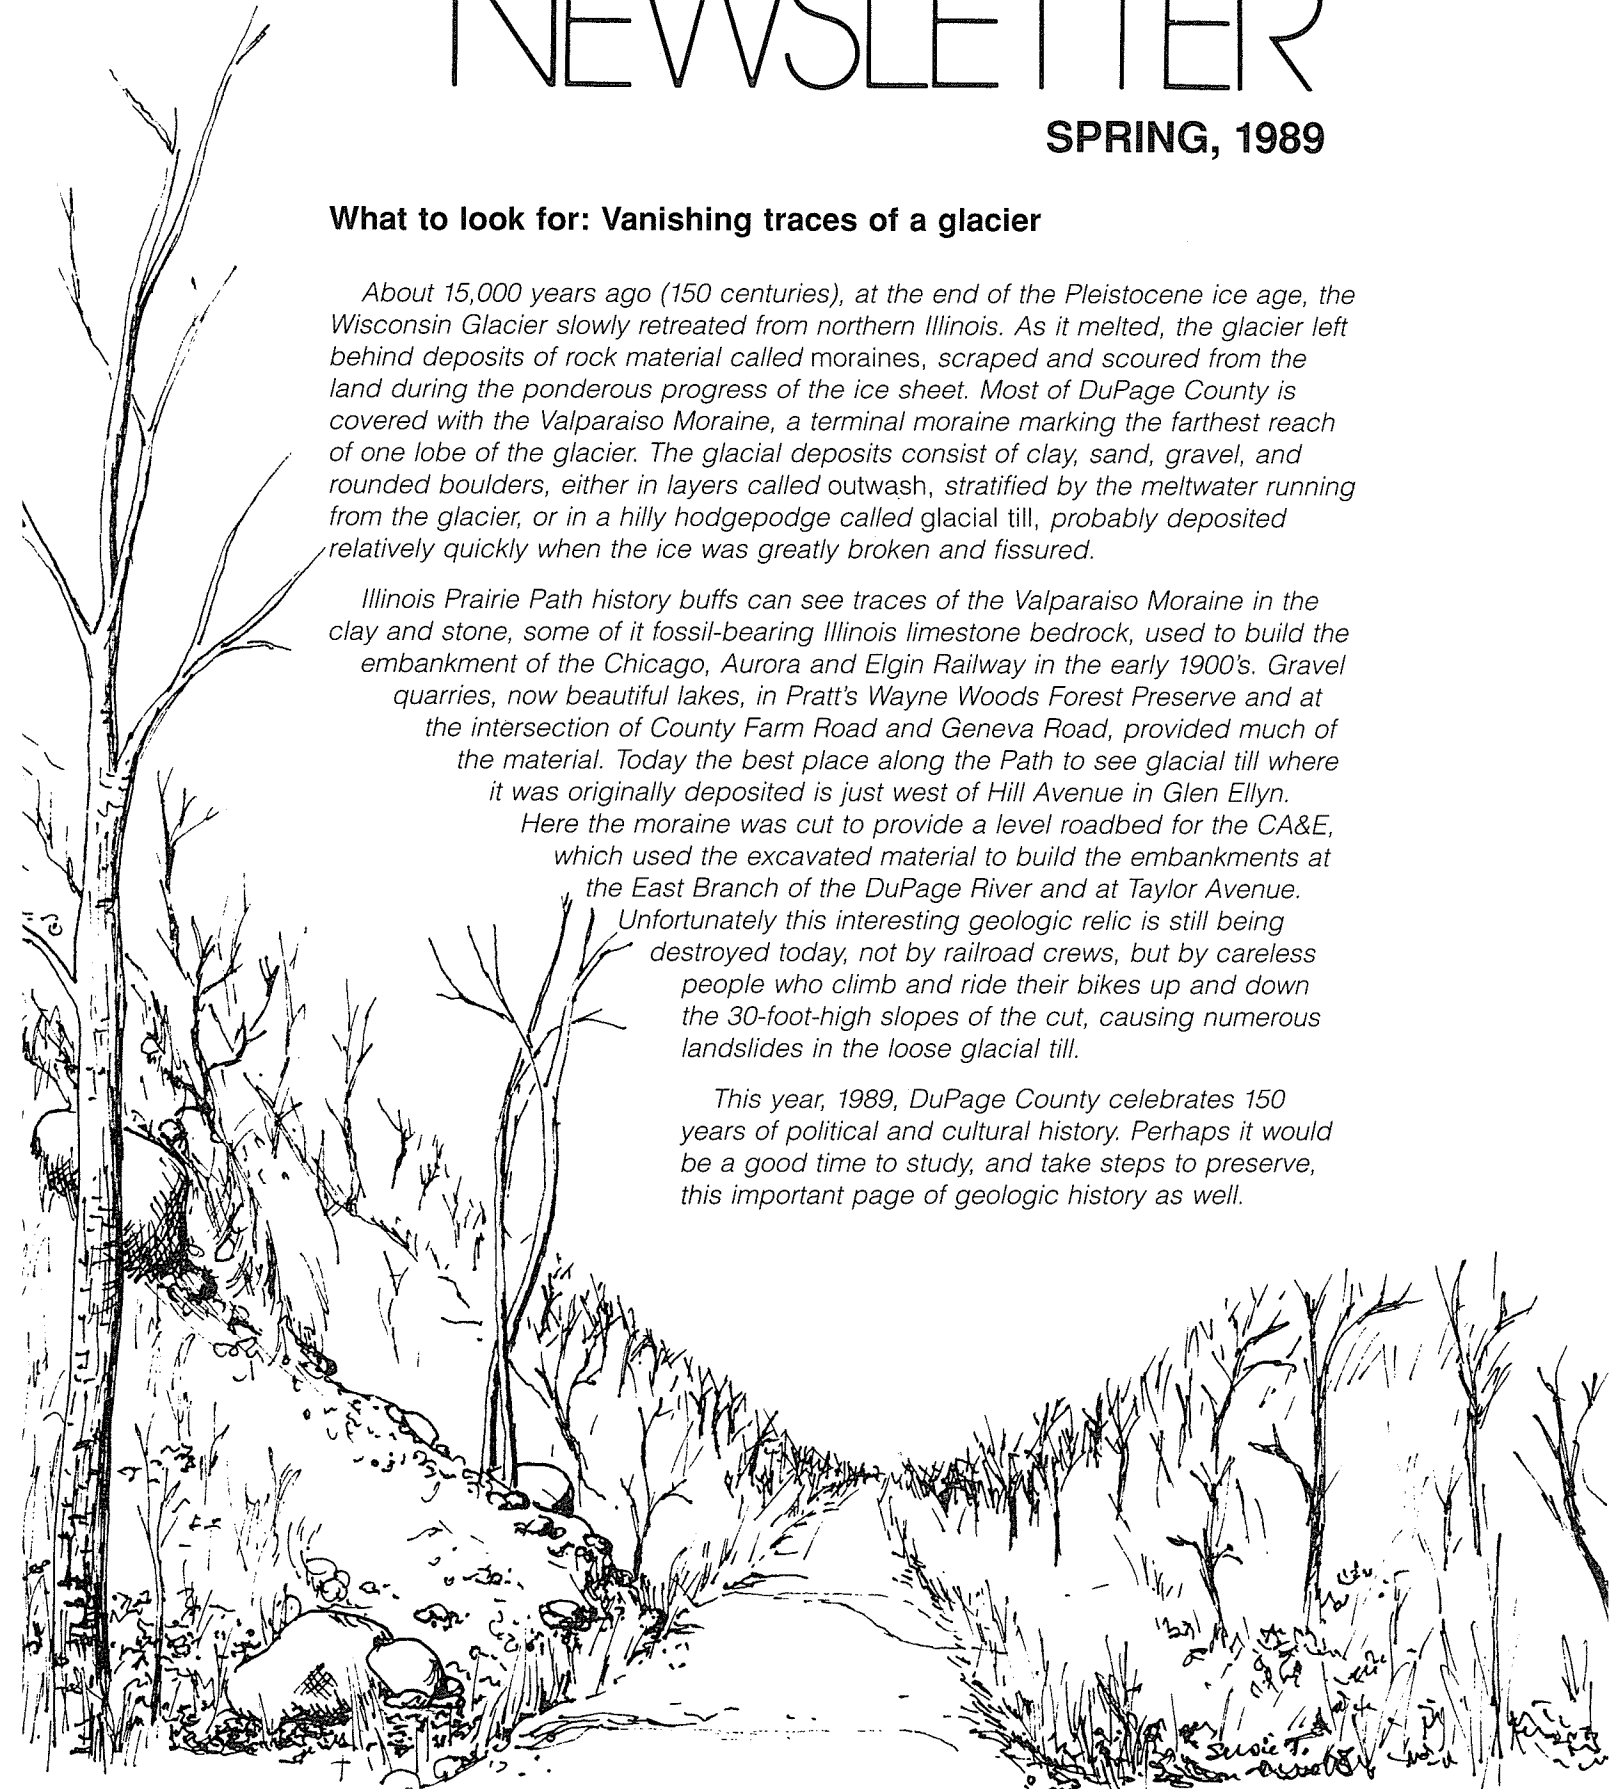 NEWSLETTER
SPRING, 1989
What to look for: Vanishing traces of a glacier
About 15,000 years ago (150 centuries), at the end of the Pleistocene ice age, the
Wisconsin Glacier slowly retreated from northern Illinois. As it melted, the glacier left
behind deposits of rock material called moraines, scraped and scoured from the
land during the ponderous progress of the ice sheet. Most of DuPage County is
covered with the Valparaiso Moraine, a terminal moraine marking the farthest reach
of one lobe of the glacier. The glacial deposits consist of clay, sand, gravel, and
rounded boulders, either in layers called outwash, stratified by the meltwater running
from the glacier, or in a hilly hodgepodge called glacial till, probably deposited
relatively quickly when the ice was greatly broken and fissured.
Illinois Prairie Path history buffs can see traces of the Valparaiso Moraine in the
clay and stone, some of it fossil-bearing Illinois limestone bedrock, used to build the
embankment of the Chicago, Aurora and Elgin Railway in the early 1900's. Gravel
quarries, now beautiful lakes, in Pratt's Wayne Woods Forest Preserve and at
the intersection of County Farm Road and Geneva Road, provided much of
the material. Today the best place along the Path to see glacial till where
it was originally deposited is just west of Hill Avenue in Glen Ellyn.
Here the moraine was cut to provide a level roadbed for the CA&E,
which used the excavated material to build the embankments at
the East Branch of the DuPage River and at Taylor Avenue.
Unfortunately this interesting geologic relic is still being
destroyed today, not by railroad crews, but by careless
people who climb and ride their bikes up and down
the 30-foot-high slopes of the cut, causing numerous
landslides in the loose glacial till.
This year, 1989, DuPage County celebrates 150
years of political and cultural history. Perhaps it would
be a good time to study, and take steps to preserve,
this important page of geologic history as well.
Susie T.